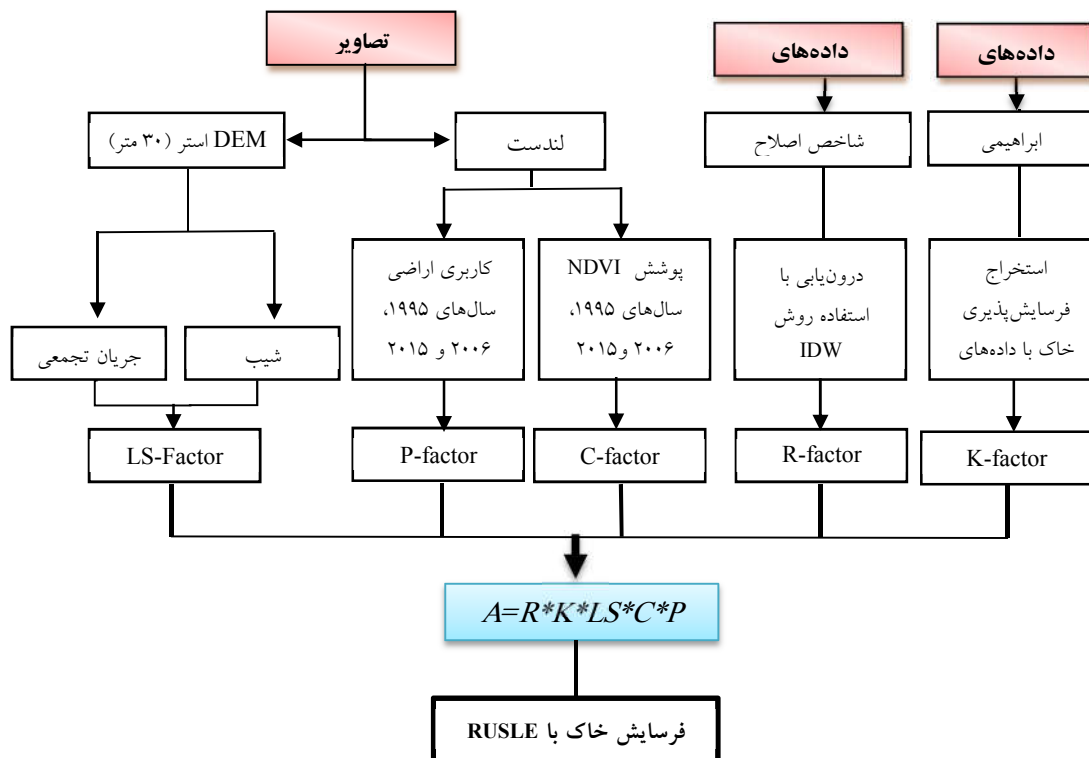 تصاویر
داده‌های
داده‌های
DEM استر (۳۰ متر)
لندست
شاخص اصلاح
ابراهیمی
کاربری اراضی
سال‌های ۱۹۹۵،
۲۰۰۶ و ۲۰۱۵
پوشش NDVI
سال‌های ۱۹۹۵،
۲۰۰۶ و۲۰۱۵
درون‌یابی با
استفاده روش
IDW
استخراج
فرسایش‌پذیری
خاک با داده‌های
جریان تجمعی
شیب
LS-Factor
P-factor
C-factor
R-factor
K-factor
A=R*K*LS*C*P
فرسایش خاک با RUSLE